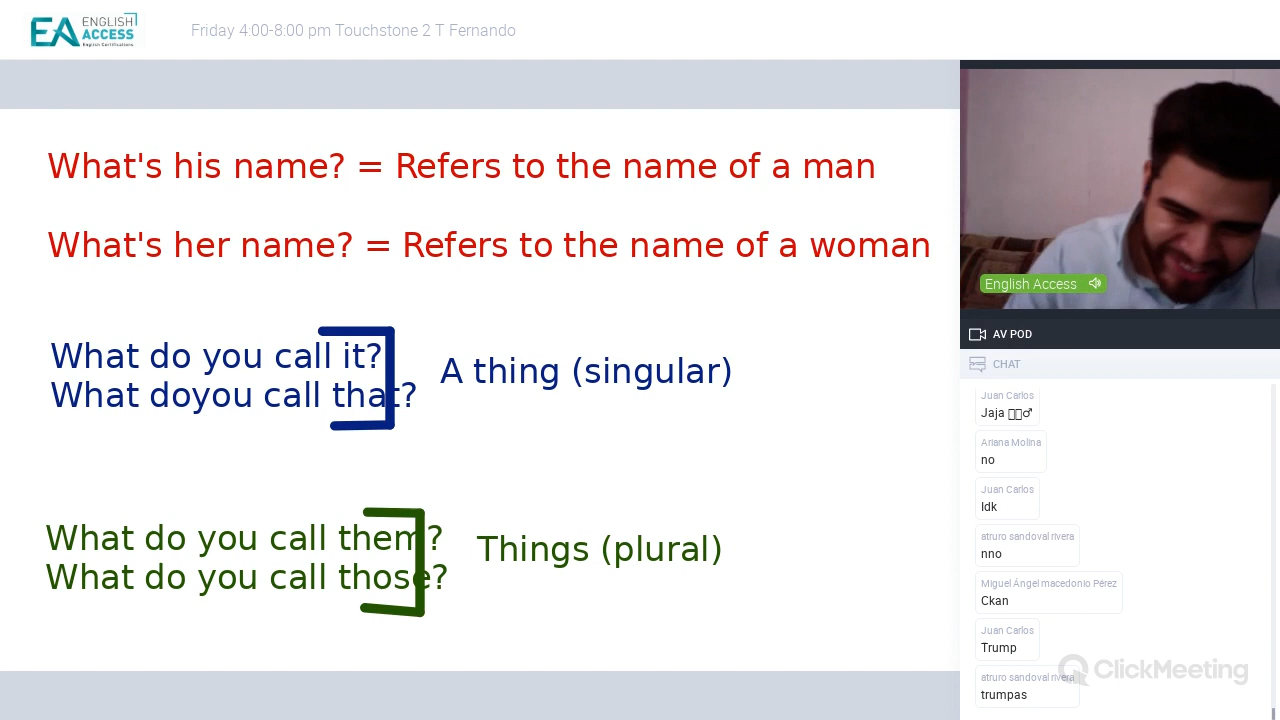 EA ENGLISH ACCESS
English Certifications
Friday 4:00-8:00 pm Touchstone 2 T Fernando
What's his name? = Refers to the name of a man
What's her name? = Refers to the name of a woman
What do you call it?
What doyou call that?
A thing (singular)
What do you call them?
What do you call those?
Things (plural)
English Access
AV POD
CHAT
Juan Carlos
Jaja ▯▯♂
Ariana Molina
no
Juan Carlos
Idk
atruro sandoval rivera
nno
Miguel Ángel macedonio Pérez
Ckan
Juan Carlos
Trump
atruro sandoval rivera
trumpas
ClickMeeting